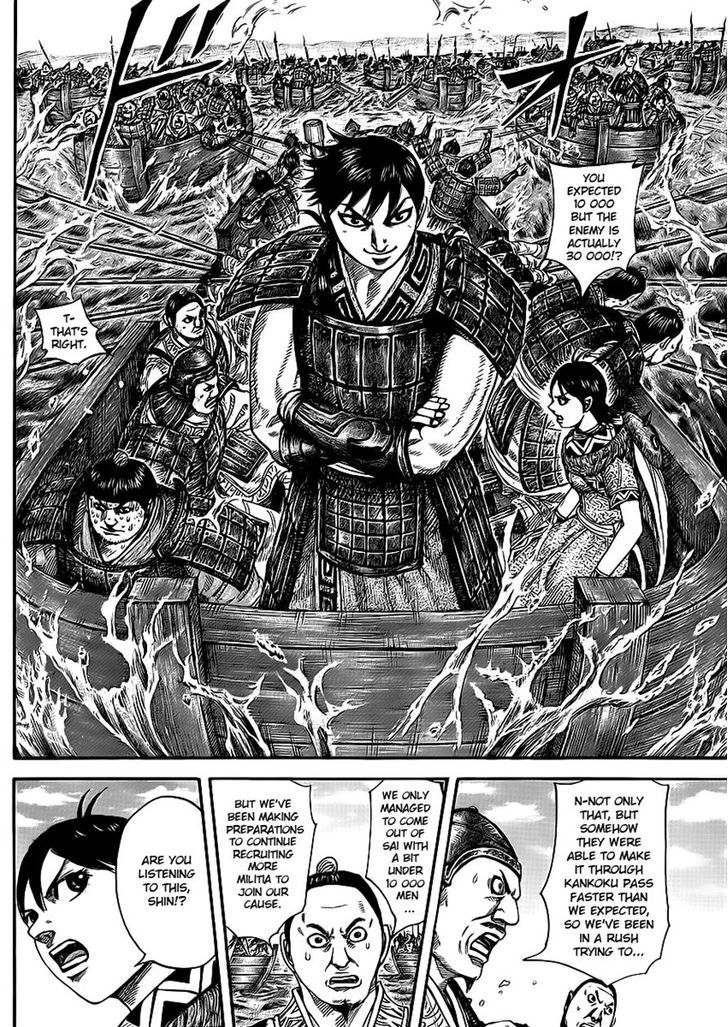 ドオ
YOU
EXPECTED
10 000
BUT THE
ENEMY IS
ACTUALLY
30 000!?
T-
THAT'S
RIGHT.
N-NOT ONLY
THAT, BUT
SOMEHOW
THEY WERE
ABLE TO MAKE
IT THROUGH
KANKOKU PASS
FASTER THAN
WE EXPECTED,
SO WE'VE BEEN
IN A RUSH
TRYING TO...
WE ONLY
MANAGED
TO COME
OUT OF
SAI WITH
A BIT
UNDER
10 000
MEN
...
BUT WE'VE
BEEN MAKING
PREPARATIONS
TO CONTINUE
RECRUITING
MORE
MILITIA TO
JOIN OUR
CAUSE.
ARE YOU
LISTENING
TO THIS,
SHIN!?